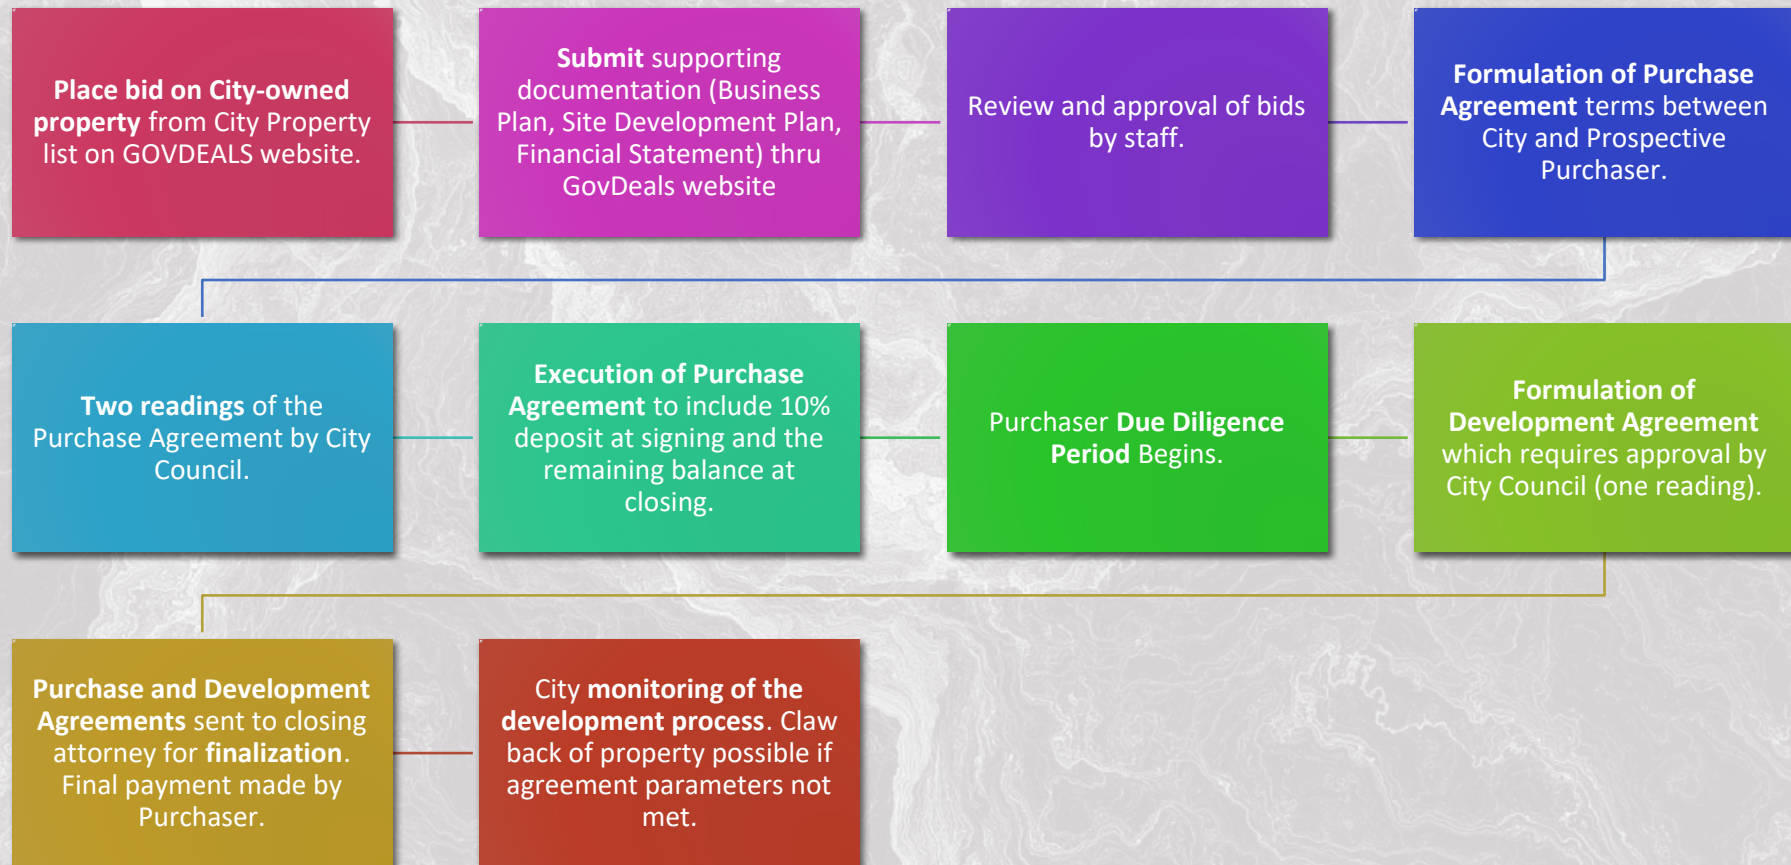 Place bid on City-owned
property from City Property
list on GOVDEALS website.
Submit supporting
documentation (Business
Plan, Site Development Plan,
Financial Statement) thru
GovDeals website
Review and approval of bids
by staff.
Formulation of Purchase
Agreement terms between
City and Prospective
Purchaser.
Two readings of the
Purchase Agreement by City
Council.
Execution of Purchase
Agreement to include 10%
deposit at signing and the
remaining balance at
closing.
Purchaser Due Diligence
Period Begins.
Formulation of
Development Agreement
which requires approval by
City Council (one reading).
Purchase and Development
Agreements sent to closing
attorney for finalization.
Final payment made by
Purchaser.
City monitoring of the
development process. Claw
back of property possible if
agreement parameters not
met.